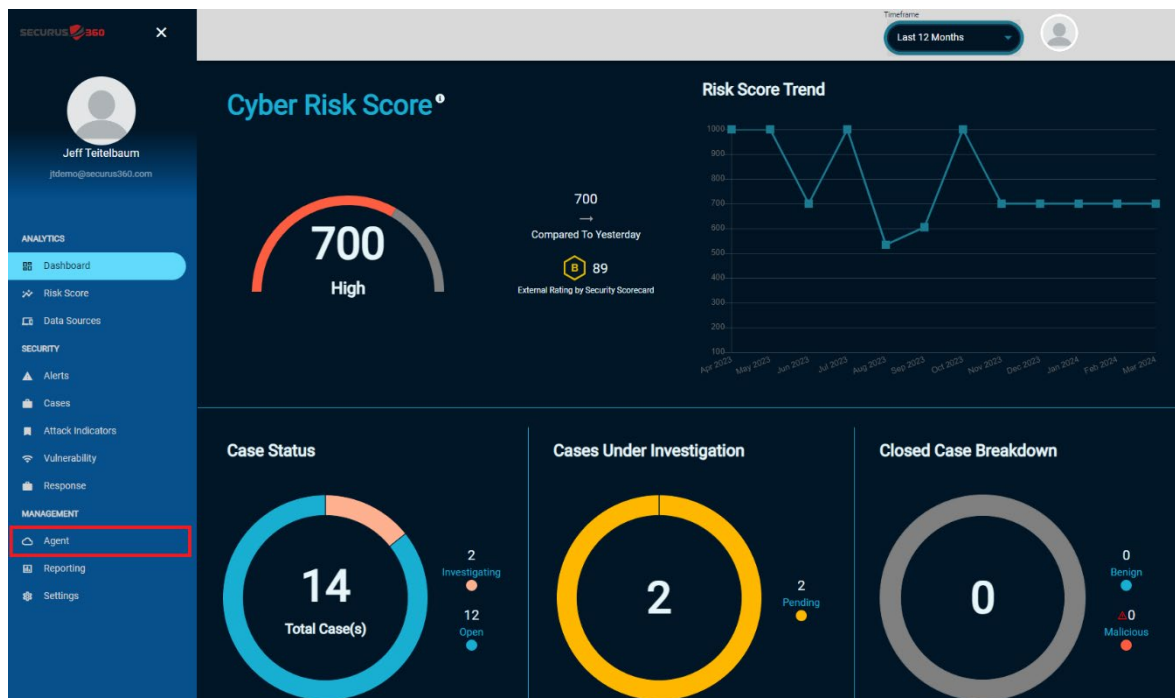 SECURUS 360
×
Jeff Teitelbaum
jtdemo@securus360.com
ANALYTICS
Dashboard
Risk Score
Data Sources
SECURITY
Alerts
Cases
Attack Indicators
Vulnerability
Response
MANAGEMENT
Agent
Reporting
Settings
Timeframe
Last 12 Months
Cyber Risk Score
700
High
700
→
Compared To Yesterday
B 89
External Rating by Security Scorecard
Risk Score Trend
1000
900
800
700
600
500
400
300
200
100
Apr 2023
May 2023
Jun 2023
Jul 2023
Aug 2023
Sep 2023
Oct 2023
Nov 2023
Dec 2023
Jan 2024
Feb 2024
Mar 2024
Case Status
14
Total Case(s)
2
Investigating
12
Open
Cases Under Investigation
2
2
Pending
Closed Case Breakdown
0
0
Benign
0
Malicious